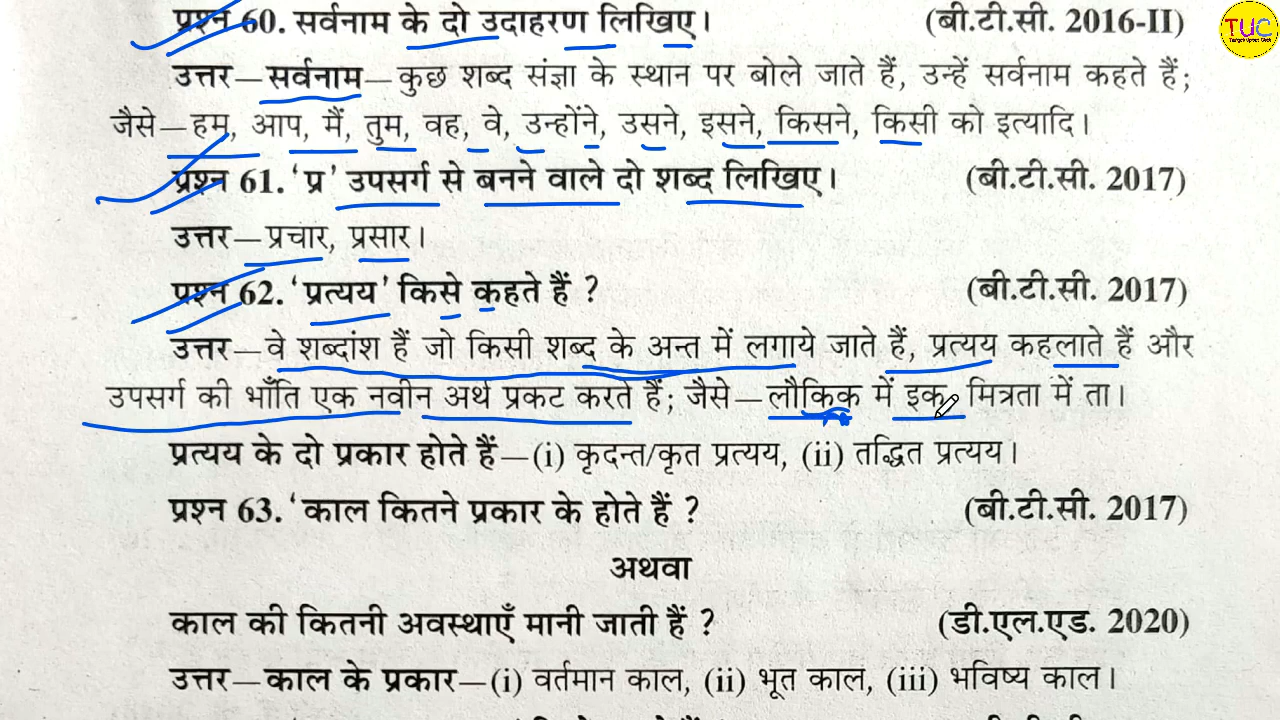 TUC
Target Upset Clock
प्रश्न 60. सर्वनाम के दो उदाहरण लिखिए। (बी.टी.सी. 2016-II)
उत्तर—सर्वनाम—कुछ शब्द संज्ञा के स्थान पर बोले जाते हैं, उन्हें सर्वनाम कहते हैं;
जैसे—हम, आप, मैं, तुम, वह, वे, उन्होंने, उसने, इसने, किसने, किसी को इत्यादि।
प्रश्न 61. 'प्र' उपसर्ग से बनने वाले दो शब्द लिखिए। (बी.टी.सी. 2017)
उत्तर—प्रचार, प्रसार।
प्रश्न 62. 'प्रत्यय' किसे कहते हैं ? (बी.टी.सी. 2017)
उत्तर—वे शब्दांश हैं जो किसी शब्द के अन्त में लगाये जाते हैं, प्रत्यय कहलाते हैं और
उपसर्ग की भाँति एक नवीन अर्थ प्रकट करते हैं; जैसे—लौकिक में इक, मित्रता में ता।
प्रत्यय के दो प्रकार होते हैं—(i) कृदन्त/कृत प्रत्यय, (ii) तद्धित प्रत्यय।
प्रश्न 63. 'काल कितने प्रकार के होते हैं ? (बी.टी.सी. 2017)
अथवा
काल की कितनी अवस्थाएँ मानी जाती हैं ? (डी.एल.एड. 2020)
उत्तर—काल के प्रकार—(i) वर्तमान काल, (ii) भूत काल, (iii) भविष्य काल।